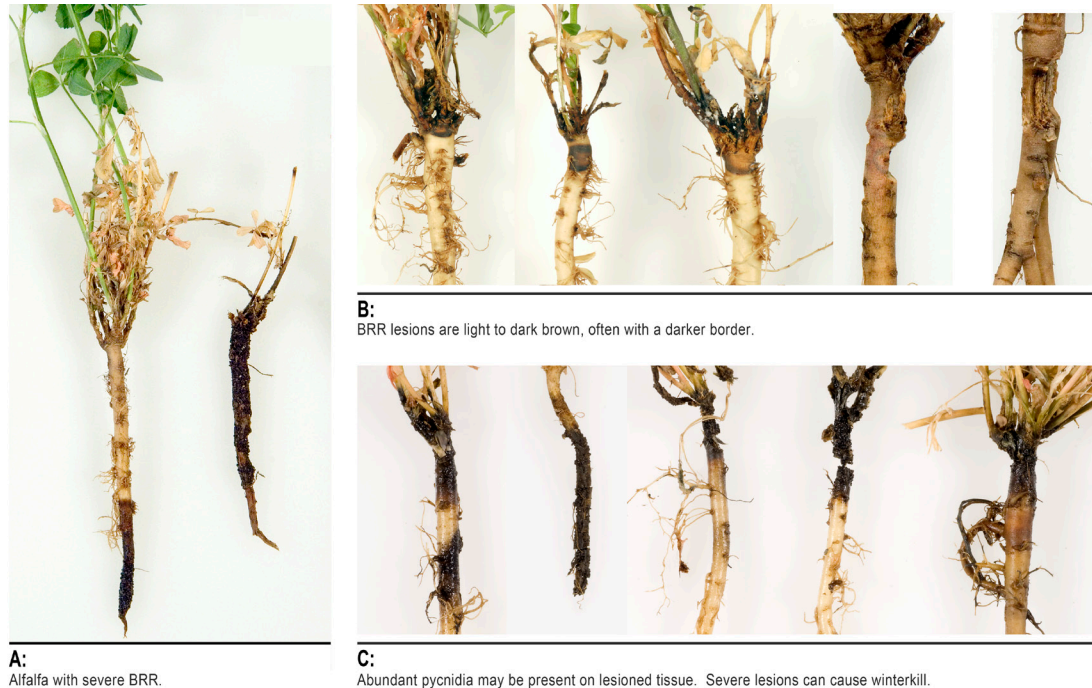 A:
Alfalfa with severe BRR.
B:
BRR lesions are light to dark brown, often with a darker border.
C:
Abundant pycnidia may be present on lesioned tissue.  Severe lesions can cause winterkill.